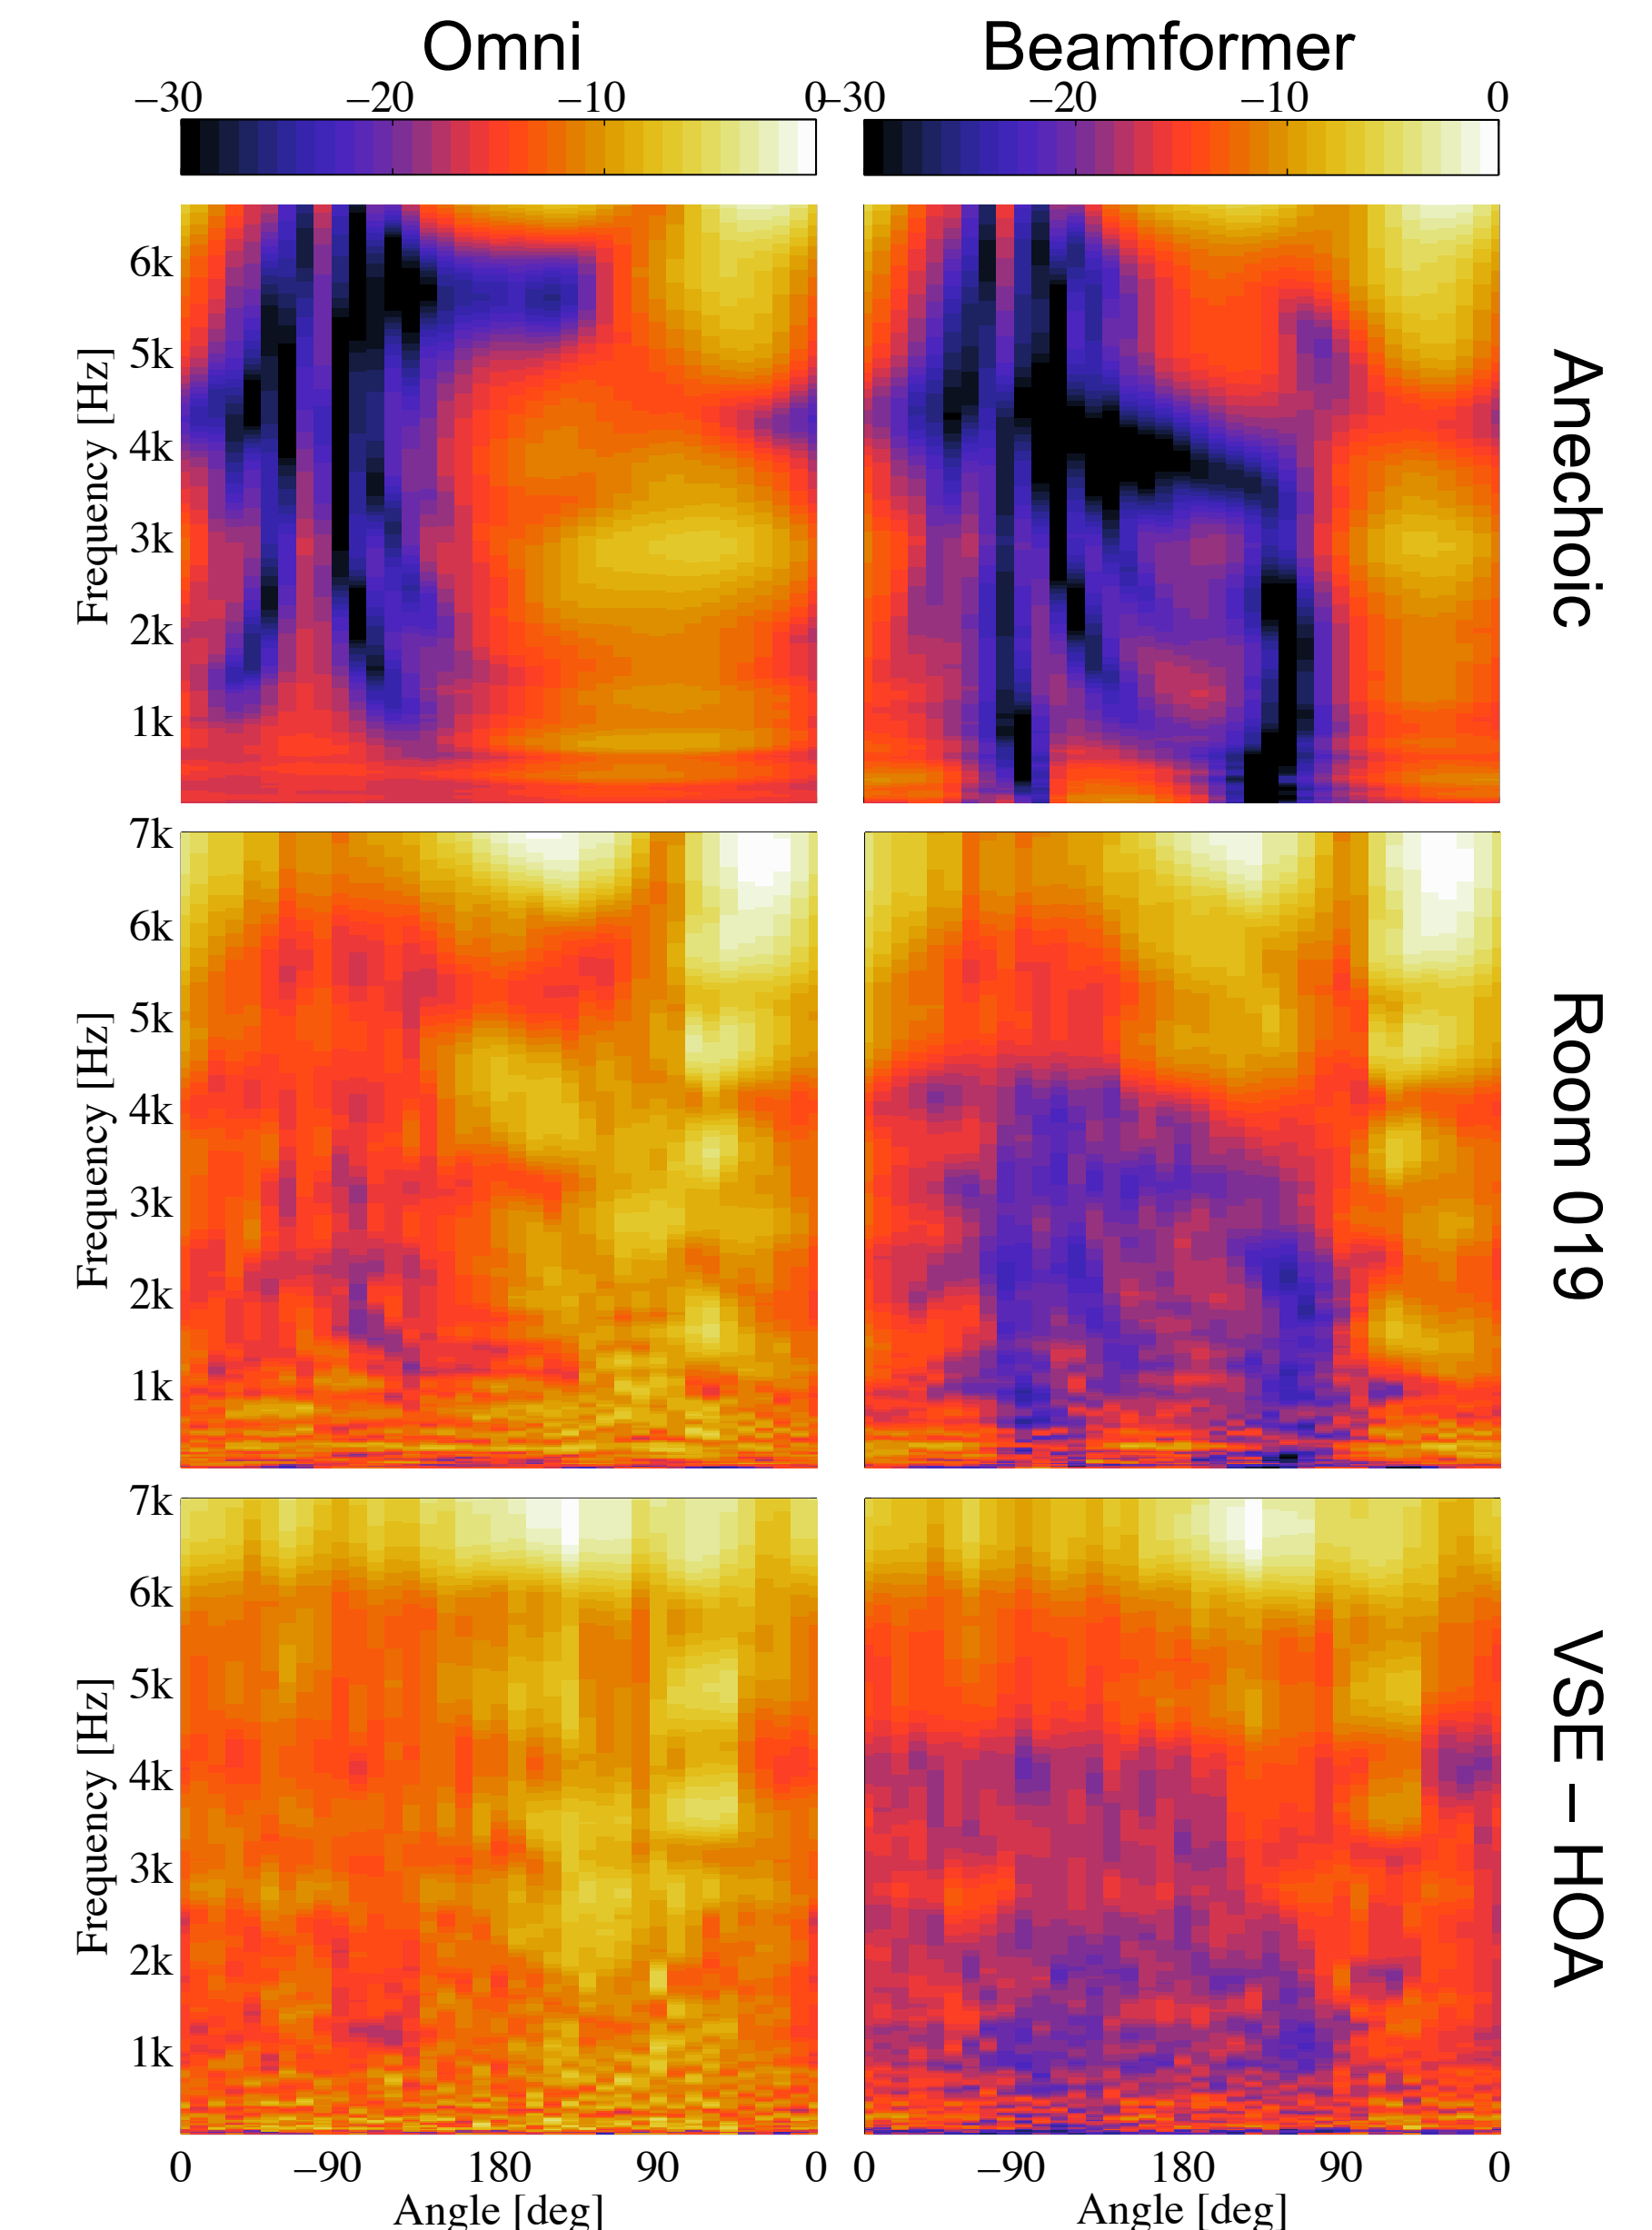 Omni Beamformer
−30 −20 −10 0 −30 −20 −10 0
6k
5k
4k
3k
2k
1k
Frequency [Hz]
Anechoic
7k
6k
5k
4k
3k
2k
1k
Frequency [Hz]
Room 019
7k
6k
5k
4k
3k
2k
1k
Frequency [Hz]
VSE – HOA
0 −90 180 90 0 0 −90 180 90 0
Angle [deg] Angle [deg]